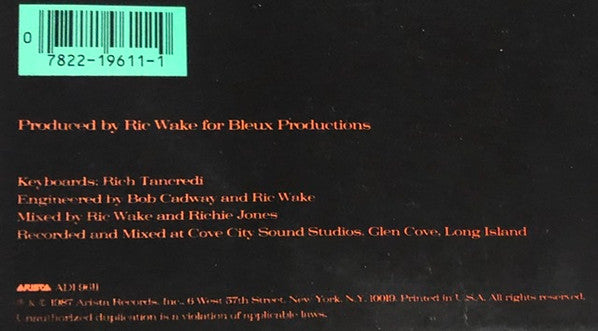 0
7822-19611-1
Produced by Ric Wake for Bleux Productions
Keyboards: Rich Tancredi
Engineered by Bob Cadway and Ric Wake
Mixed by Ric Wake and Richie Jones
Recorded and Mixed at Cove City Sound Studios, Glen Cove, Long Island
ARISTA AD1-9611
℗ & © 1987 Arista Records, Inc., 6 West 57th Street, New York, N.Y. 10019. Printed in U.S.A. All rights reserved.
Unauthorized duplication is a violation of applicable laws.